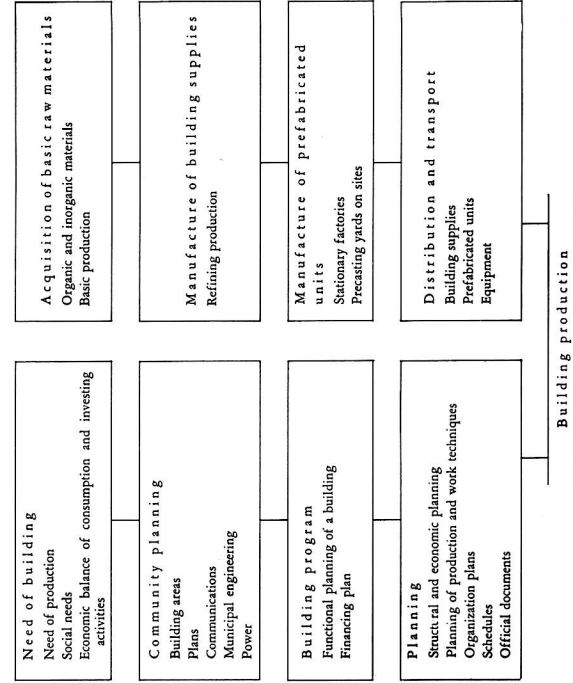 Need of building
Need of production
Social needs
Economic balance of consumption and investing
activities
Community planning
Building areas
Plans
Communications
Municipal engineering
Power
Building program
Functional planning of a building
Financing plan
Planning
Structural and economic planning
Planning of production and work techniques
Organization plans
Schedules
Official documents
Acquisition of basic raw materials
Organic and inorganic materials
Basic production
Manufacture of building supplies
Refining production
Manufacture of prefabricated
units
Stationary factories
Precasting yards on sites
Distribution and transport
Building supplies
Prefabricated units
Equipment
Building production